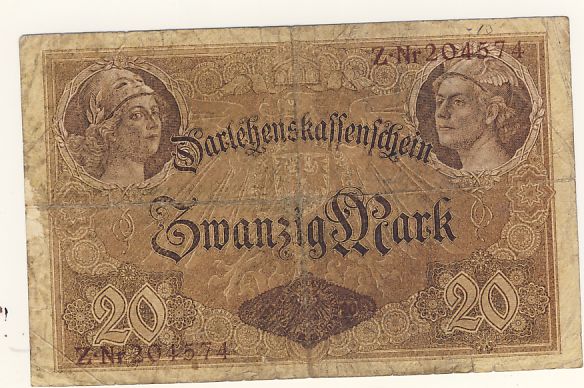 Z·Nr 204574
Darlehenskassenschein
Zwanzig Mark
20 20
Z·Nr 204574